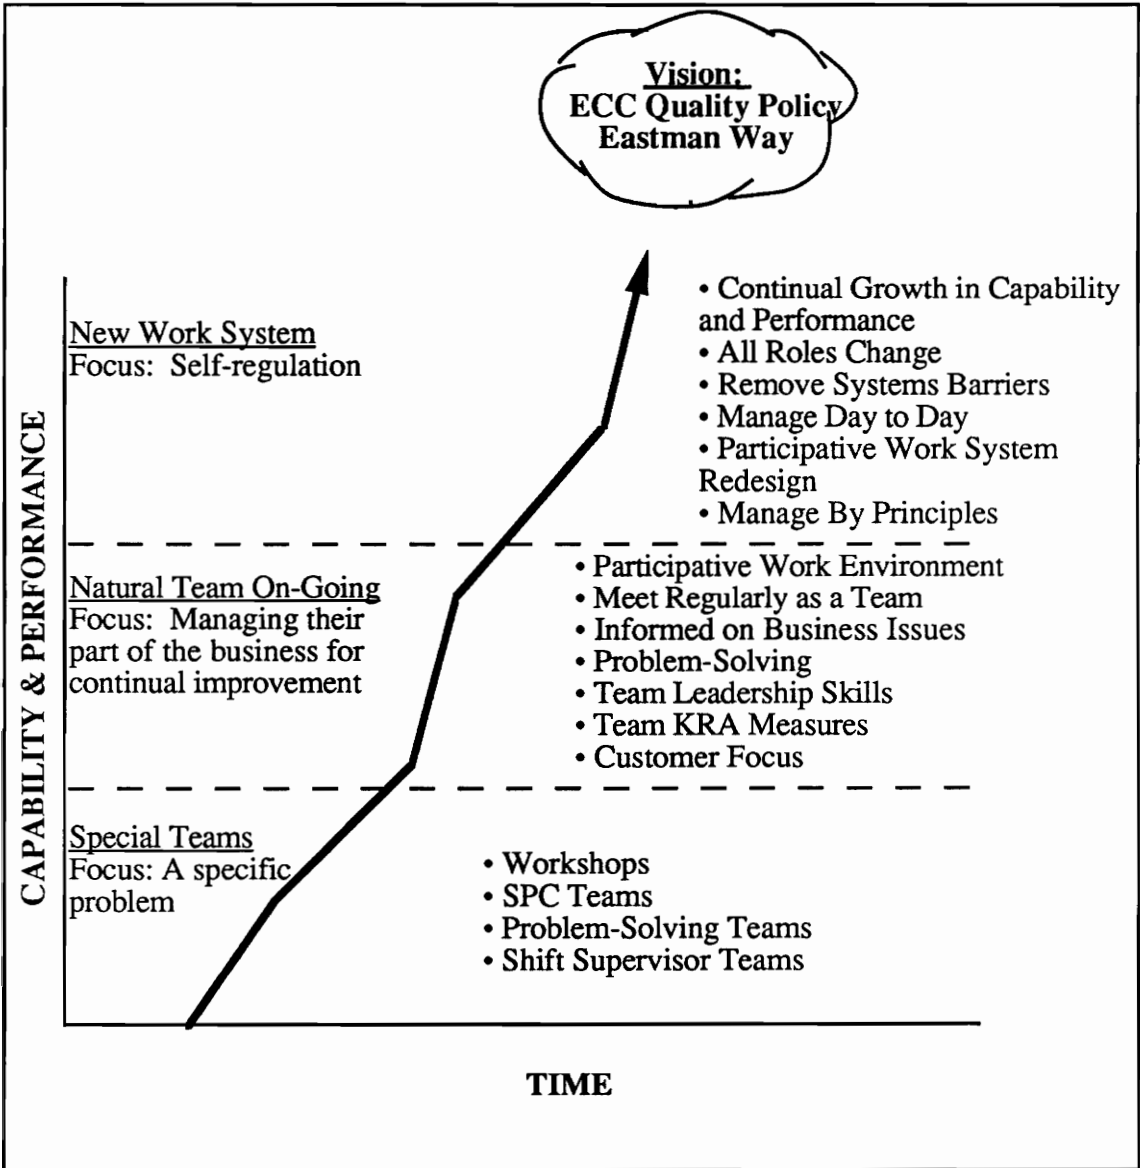 Vision:
ECC Quality Policy
Eastman Way
CAPABILITY & PERFORMANCE
New Work System
Focus: Self-regulation
• Continual Growth in Capability
and Performance
• All Roles Change
• Remove Systems Barriers
• Manage Day to Day
• Participative Work System
Redesign
• Manage By Principles
Natural Team On-Going
Focus: Managing their
part of the business for
continual improvement
• Participative Work Environment
• Meet Regularly as a Team
• Informed on Business Issues
• Problem-Solving
• Team Leadership Skills
• Team KRA Measures
• Customer Focus
Special Teams
Focus: A specific
problem
• Workshops
• SPC Teams
• Problem-Solving Teams
• Shift Supervisor Teams
TIME